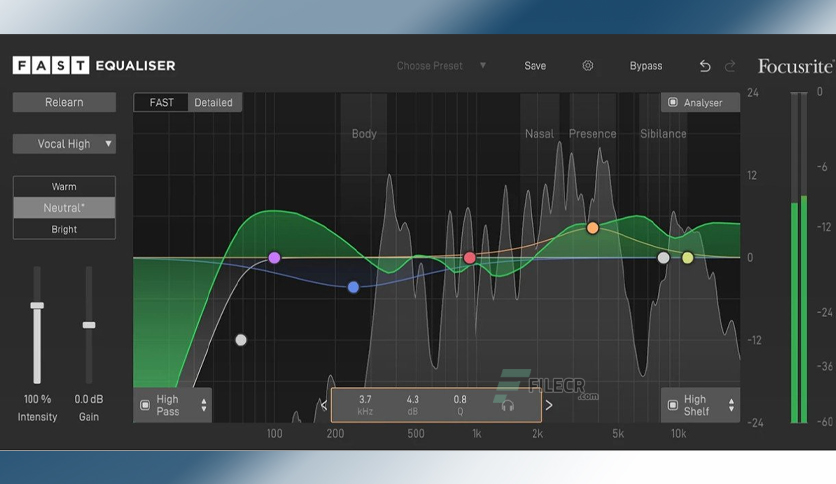 FAST EQUALISER
Choose Preset
Save
Bypass
Focusrite
Relearn
FAST
Detailed
Analyser
24
0
Vocal High
Body
Nasal
Presence
Sibilance
-6
12
Warm
Neutral*
Bright
-12
0
-24
-12
-36
100 %
Intensity
0.0 dB
Gain
High
Pass
3.7
kHz
4.3
dB
0.8
Q
FILECR
.com
High
Shelf
-24
-60
100
200
500
1k
2k
5k
10k